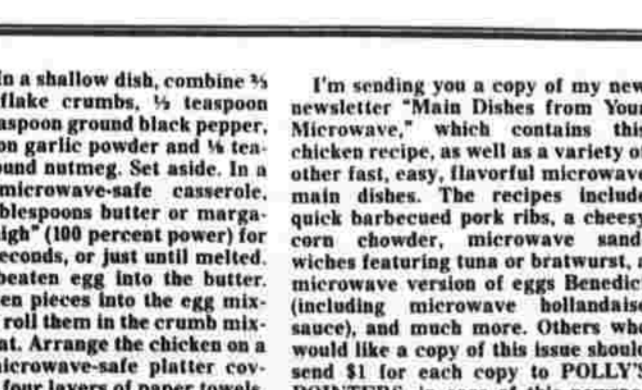 In a shallow dish, combine ⅔
flake crumbs, ½ teaspoon
aspoon ground black pepper,
on garlic powder and ⅛ tea-
und nutmeg. Set aside. In a
microwave-safe casserole,
blespoons butter or marga-
igh" (100 percent power) for
econds, or just until melted.
beaten egg into the butter.
en pieces into the egg mix-
roll them in the crumb mix-
at. Arrange the chicken on a
icrowave-safe platter cov-
four layers of paper towels.
I'm sending you a copy of my new
newsletter "Main Dishes from Your
Microwave," which contains this
chicken recipe, as well as a variety of
other fast, easy, flavorful microwave
main dishes. The recipes include
quick barbecued pork ribs, a cheesy
corn chowder, microwave sand
wiches featuring tuna or bratwurst, a
microwave version of eggs Benedict
(including microwave hollandaise
sauce), and much more. Others who
would like a copy of this issue should
send $1 for each copy to POLLY'S
POINTERS